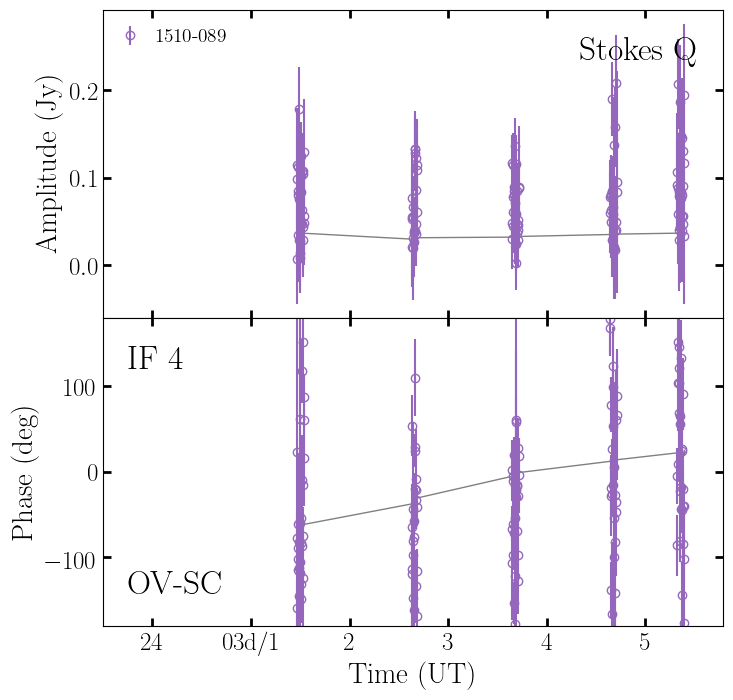 1510-089
Stokes Q
Amplitude (Jy)
0.2
0.1
0.0
IF 4
Phase (deg)
100
0
−100
OV-SC
24 03d/1 2 3 4 5
Time (UT)